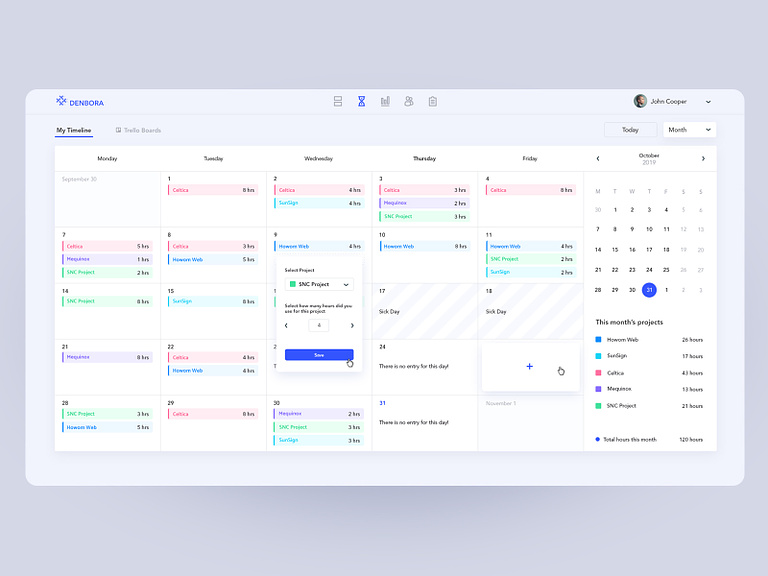 DENBORA
John Cooper
My Timeline
Trello Boards
Today
Month
Monday
Tuesday
Wednesday
Thursday
Friday
October
2019
September 30
1
Celtica 8 hrs
2
Celtica 4 hrs
SunSign 4 hrs
3
Celtica 3 hrs
Mequinox 2 hrs
SNC Project 3 hrs
4
Celtica 8 hrs
7
Celtica 5 hrs
Mequinox 1 hrs
SNC Project 2 hrs
8
Celtica 3 hrs
Howom Web 5 hrs
9
Howom Web 4 hrs
10
Howom Web 8 hrs
11
Howom Web 4 hrs
SNC Project 2 hrs
SunSign 2 hrs
Select Project
SNC Project
Select how many hours did you
use for this project
4
Save
14
SNC Project 8 hrs
15
SunSign 8 hrs
17
Sick Day
18
Sick Day
21
Mequinox 8 hrs
22
Celtica 4 hrs
Howom Web 4 hrs
24
There is no entry for this day!
+
28
SNC Project 3 hrs
Howom Web 5 hrs
29
Celtica 8 hrs
30
Mequinox 2 hrs
SNC Project 3 hrs
SunSign 3 hrs
31
There is no entry for this day!
November 1
M T W T F S S
30 1 2 3 4 5 6
7 8 9 10 11 12 13
14 15 16 17 18 19 20
21 22 23 24 25 26 27
28 29 30 31 1 2 3
This month's projects
Howom Web 26 hours
SunSign 17 hours
Celtica 43 hours
Mequinox 13 hours
SNC Project 21 hours
Total hours this month 120 hours